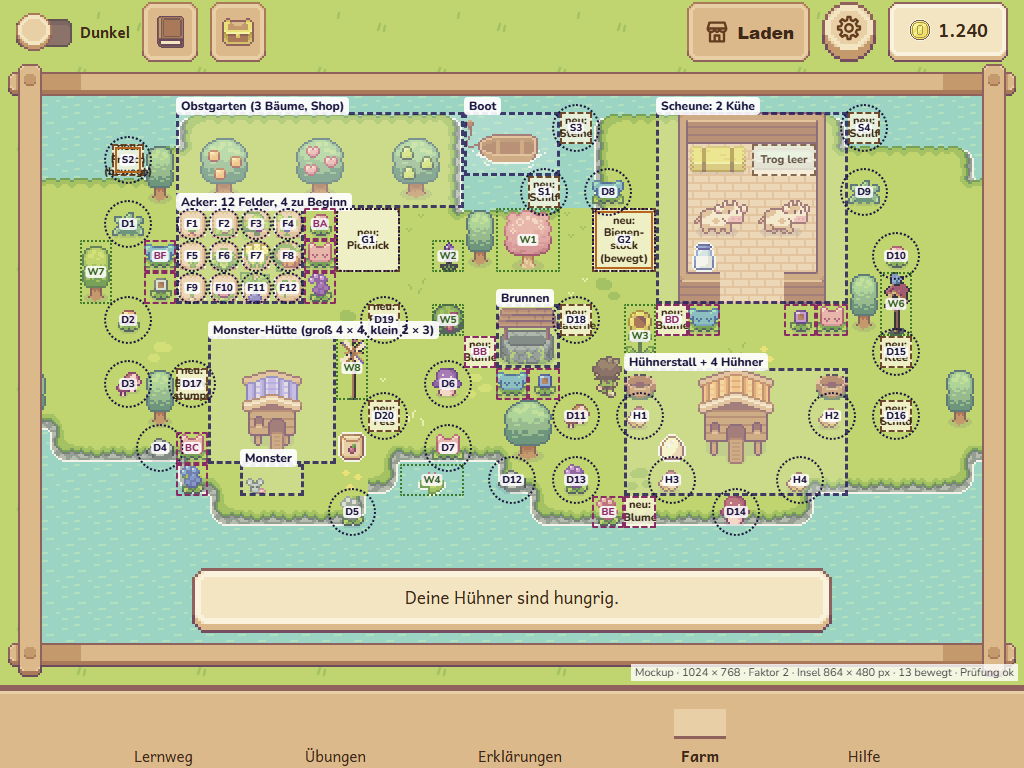 Dunkel
Laden
1.240
Obstgarten (3 Bäume, Shop)
Boot
Scheune: 2 Kühe
S2
S3
S4
Trog leer
neu:
S1
D8
D9
Acker: 12 Felder, 4 zu Beginn
D1
F1 F2 F3 F4
BA
neu:
Picknick
G1
W2
W1
neu:
Bienen-
stock
(bewegt)
G2
BF
F5 F6 F7 F8
D10
W7
F9 F10 F11 F12
W6
Brunnen
D2
Monster-Hütte (groß 4 × 4, klein 2 × 3)
D19
W5
D18
W3
BD
BB
D15
W8
Hühnerstall + 4 Hühner
D3
D17
D6
D20
D11
H1
H2
D16
D4
BC
D7
Monster
W4
D12
D13
H3
H4
D5
BE
neu:
Blume
D14
Deine Hühner sind hungrig.
Mockup · 1024 × 768 · Faktor 2 · Insel 864 × 480 px · 13 bewegt · Prüfung ok
Lernweg
Übungen
Erklärungen
Farm
Hilfe